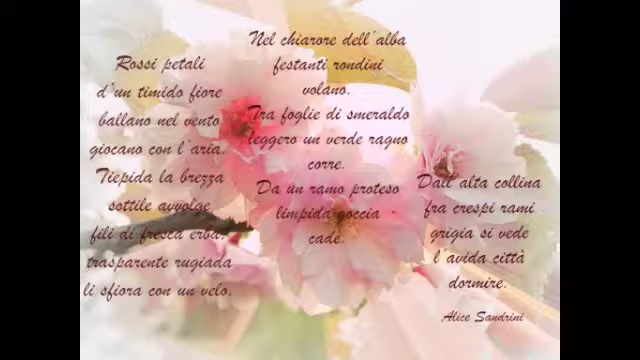 Rossi petali
d'un timido fiore
ballano nel vento
giocano con l'aria.
Tiepida la brezza
sottile avvolge
fili di fresca erba,
trasparente rugiada
li sfiora con un velo.
Nel chiarore dell'alba
festanti rondini
volano.
Tra foglie di smeraldo
leggero un verde ragno
corre.
Da un ramo proteso
limpida goccia
cade.
Dall'alta collina
fra crespi rami
grigia si vede
l'avida città
dormire.
Alice Sandrini